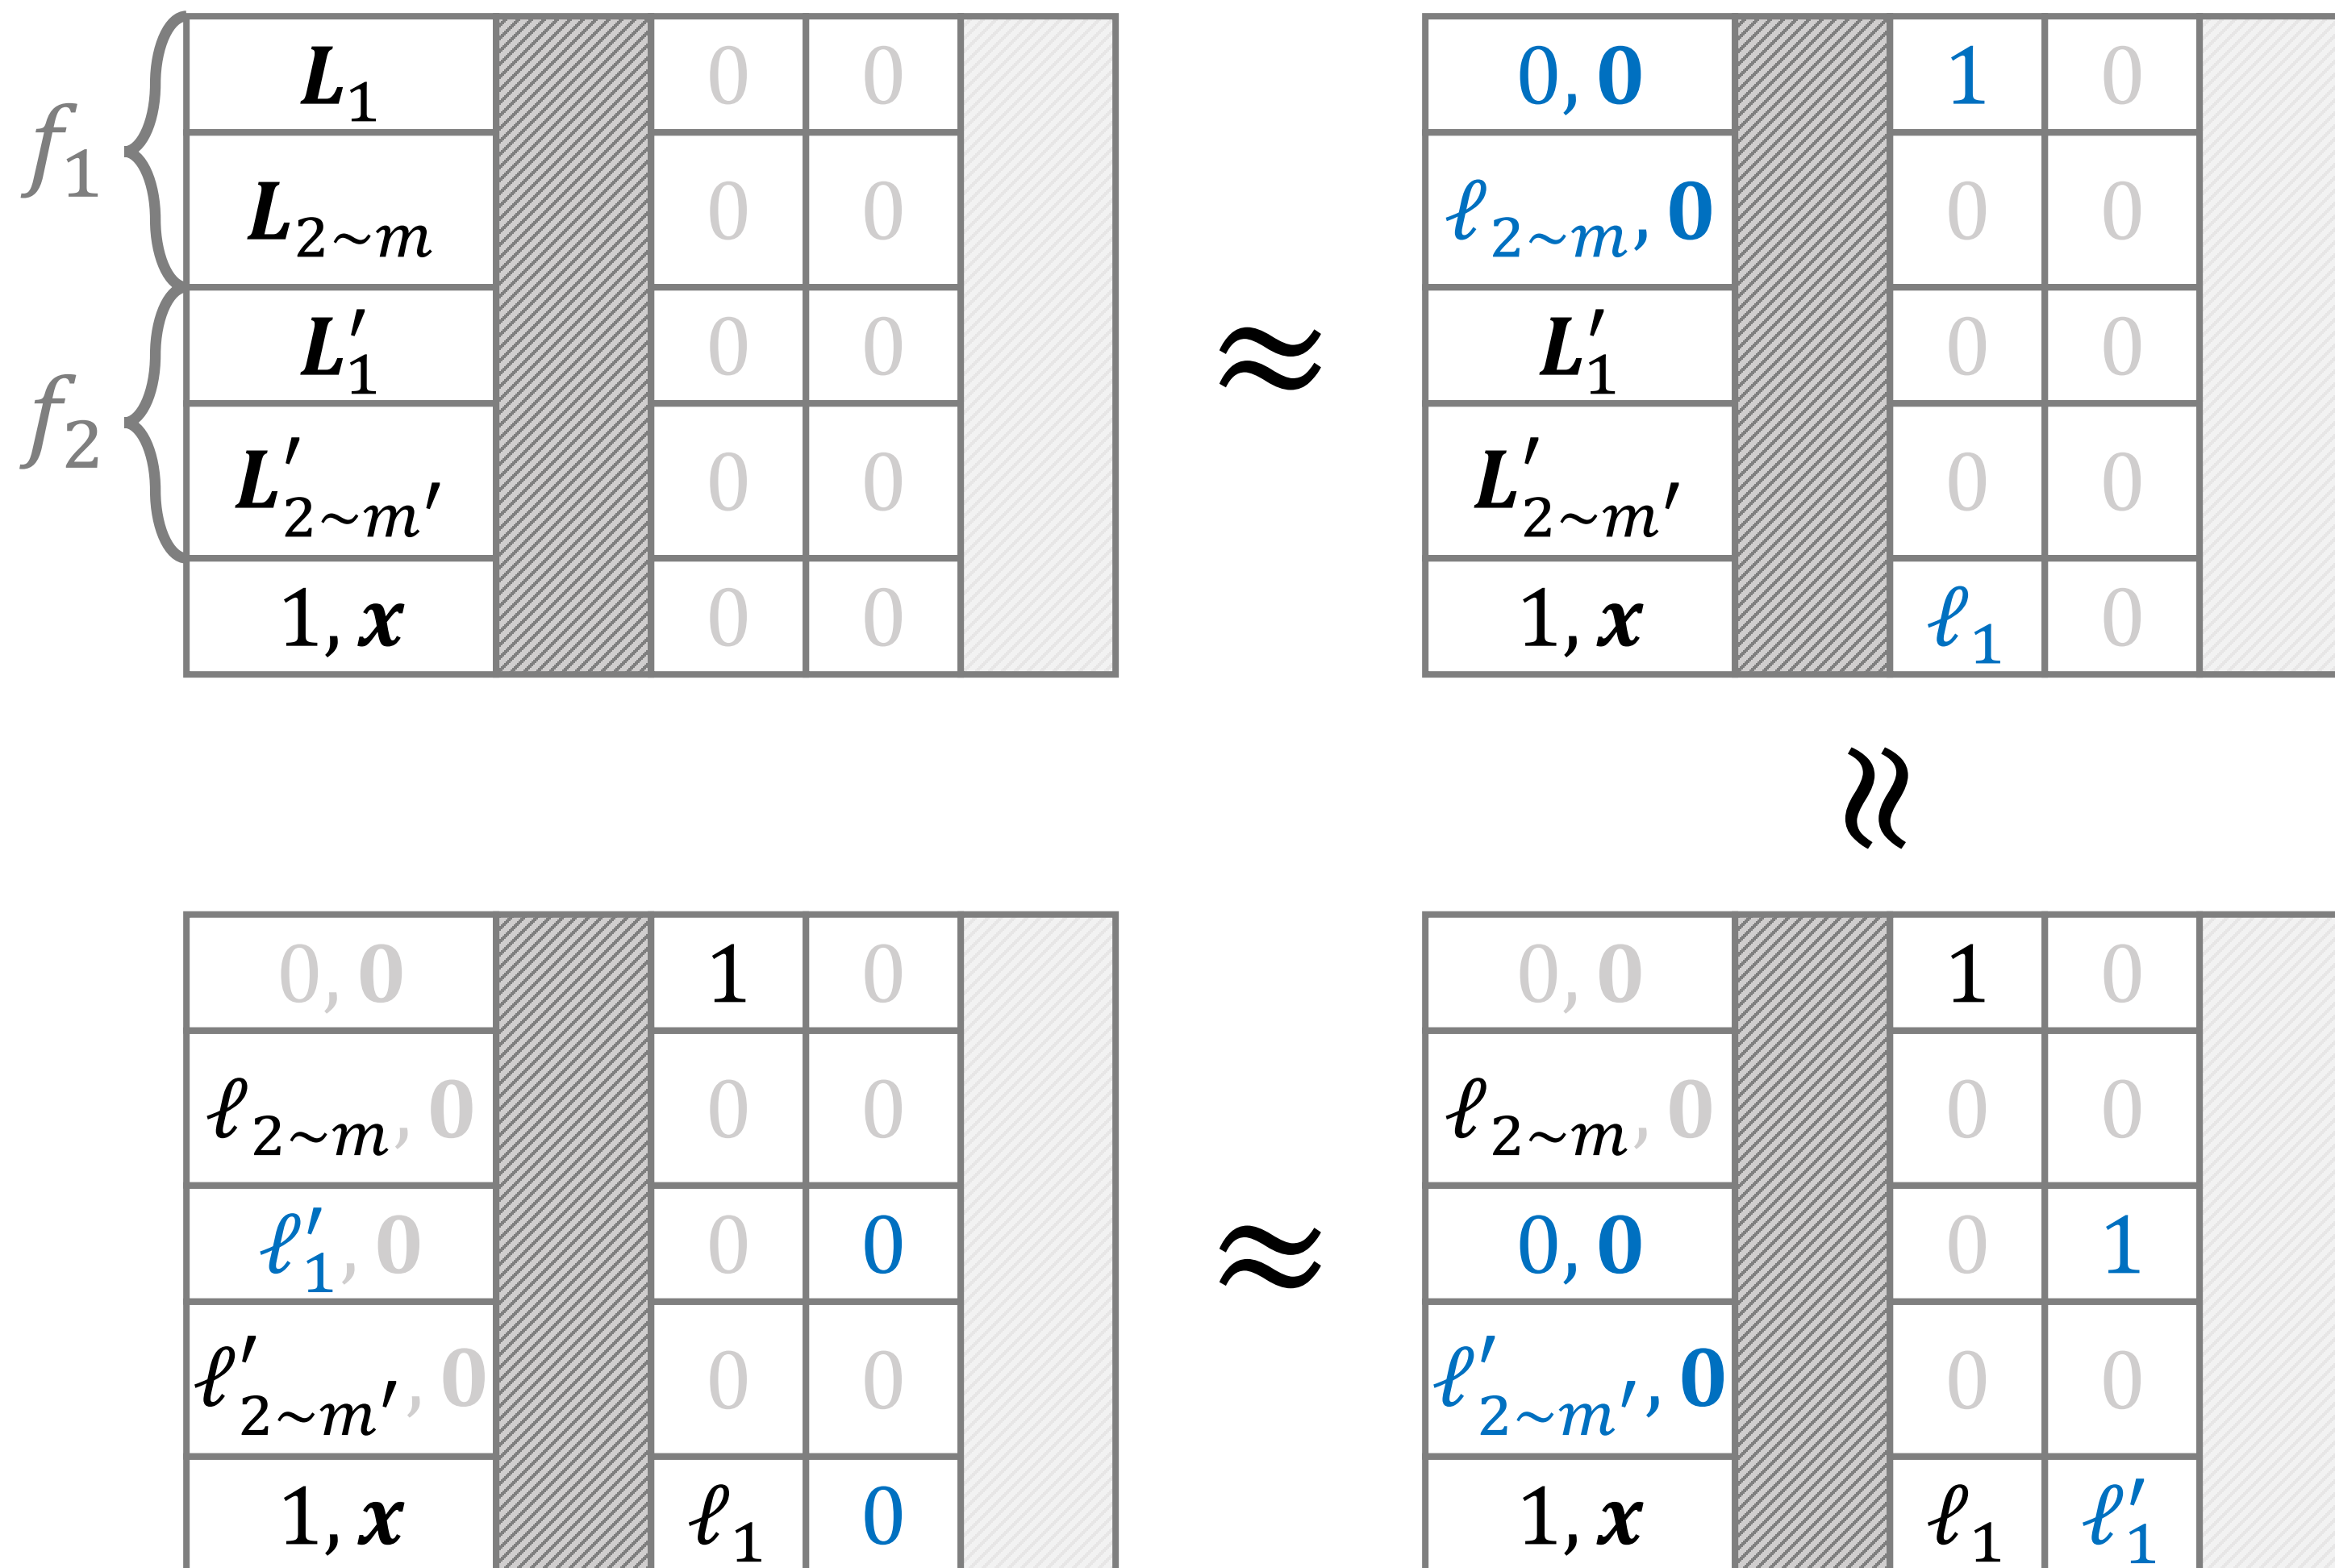 f₁ L₁ 0 0 0, 0 1 0
L₂~ₘ 0 0 ℓ₂~ₘ, 0 0 0
f₂ L′₁ 0 0 ≈ L′₁ 0 0
L′₂~ₘ′ 0 0 L′₂~ₘ′ 0 0
1, x 0 0 1, x ℓ₁ 0
≈
0, 0 1 0 0, 0 1 0
ℓ₂~ₘ, 0 0 0 ℓ₂~ₘ, 0 0 0
ℓ′₁, 0 0 0 ≈ 0, 0 0 1
ℓ′₂~ₘ′, 0 0 0 ℓ′₂~ₘ′, 0 0 0
1, x ℓ₁ 0 1, x ℓ₁ ℓ′₁